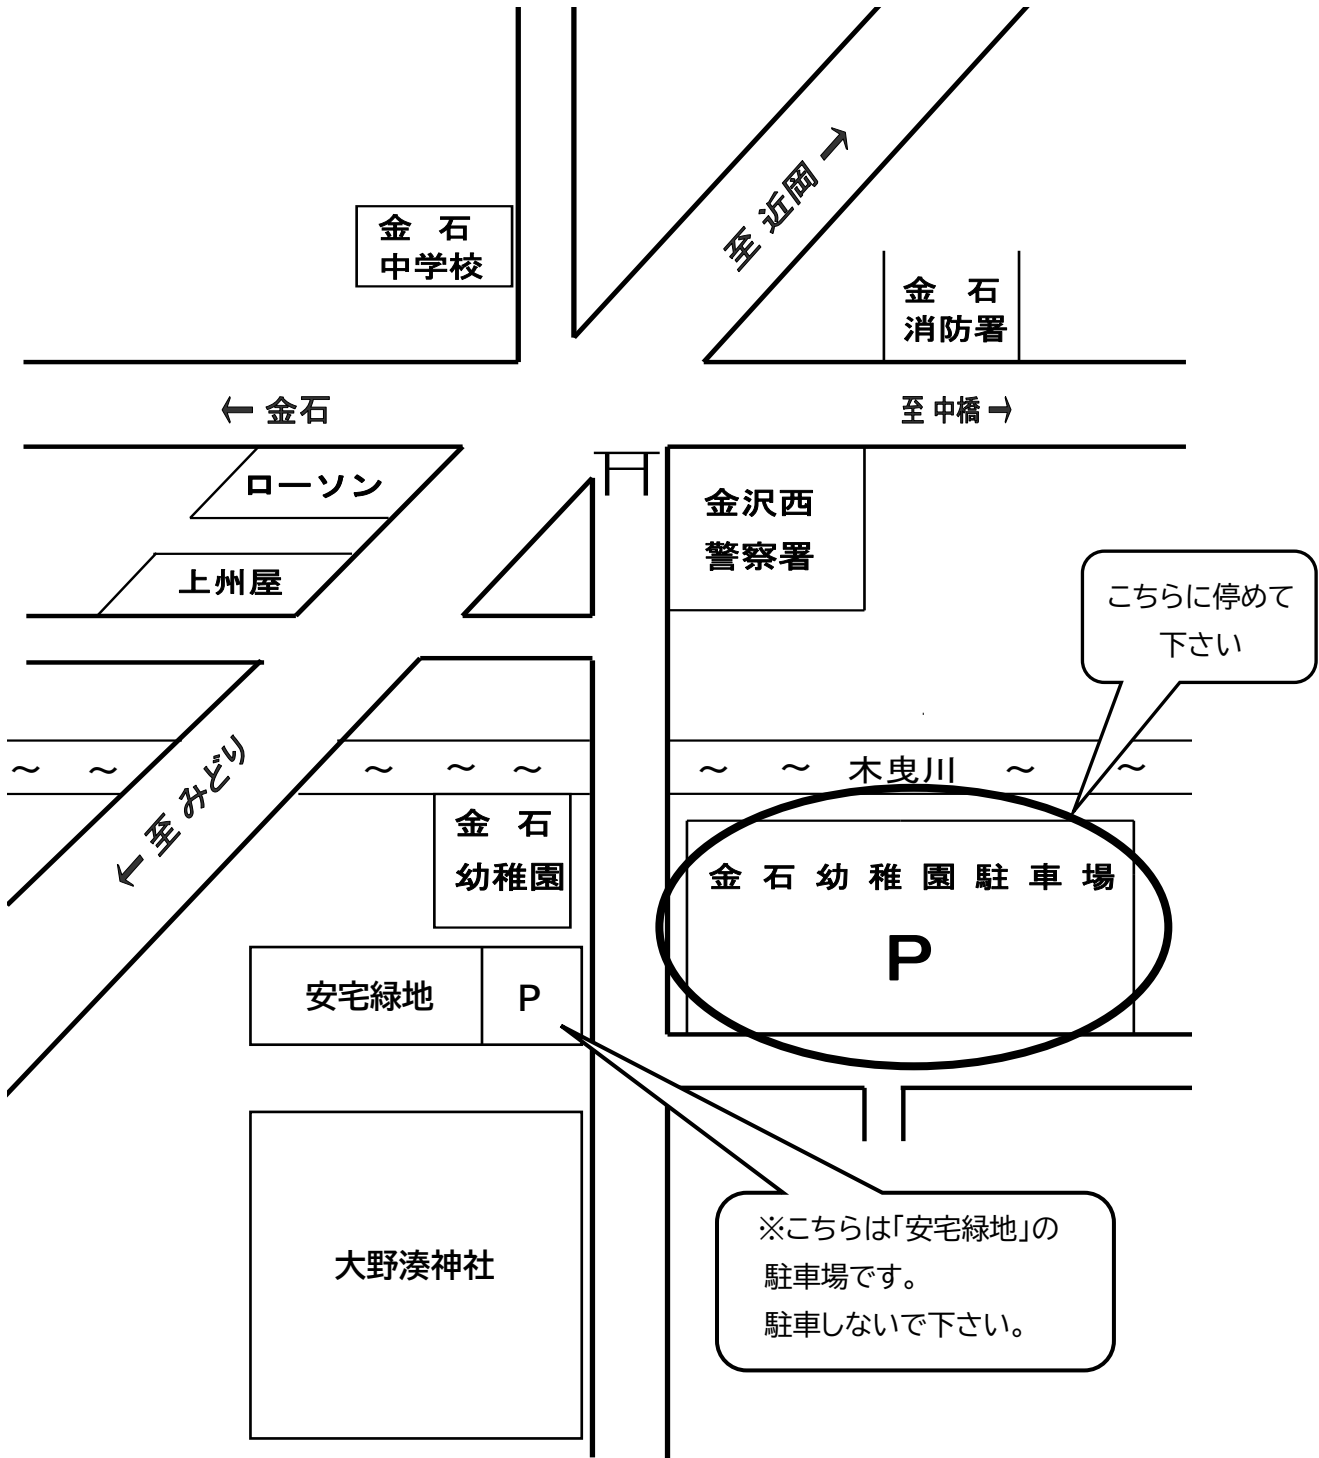 至 近岡 →
金　石
中学校
金　石
消防署
← 金石
至 中橋 →
ローソン
金沢西
警察署
上州屋
こちらに停めて
下さい
← 至 みどり
～ ～ ～ ～ ～ ～ ～ 木曳川 ～ ～
金　石
幼稚園
金 石 幼 稚 園 駐 車 場
P
安宅緑地
P
※こちらは「安宅緑地」の
駐車場です。
駐車しないで下さい。
大野湊神社